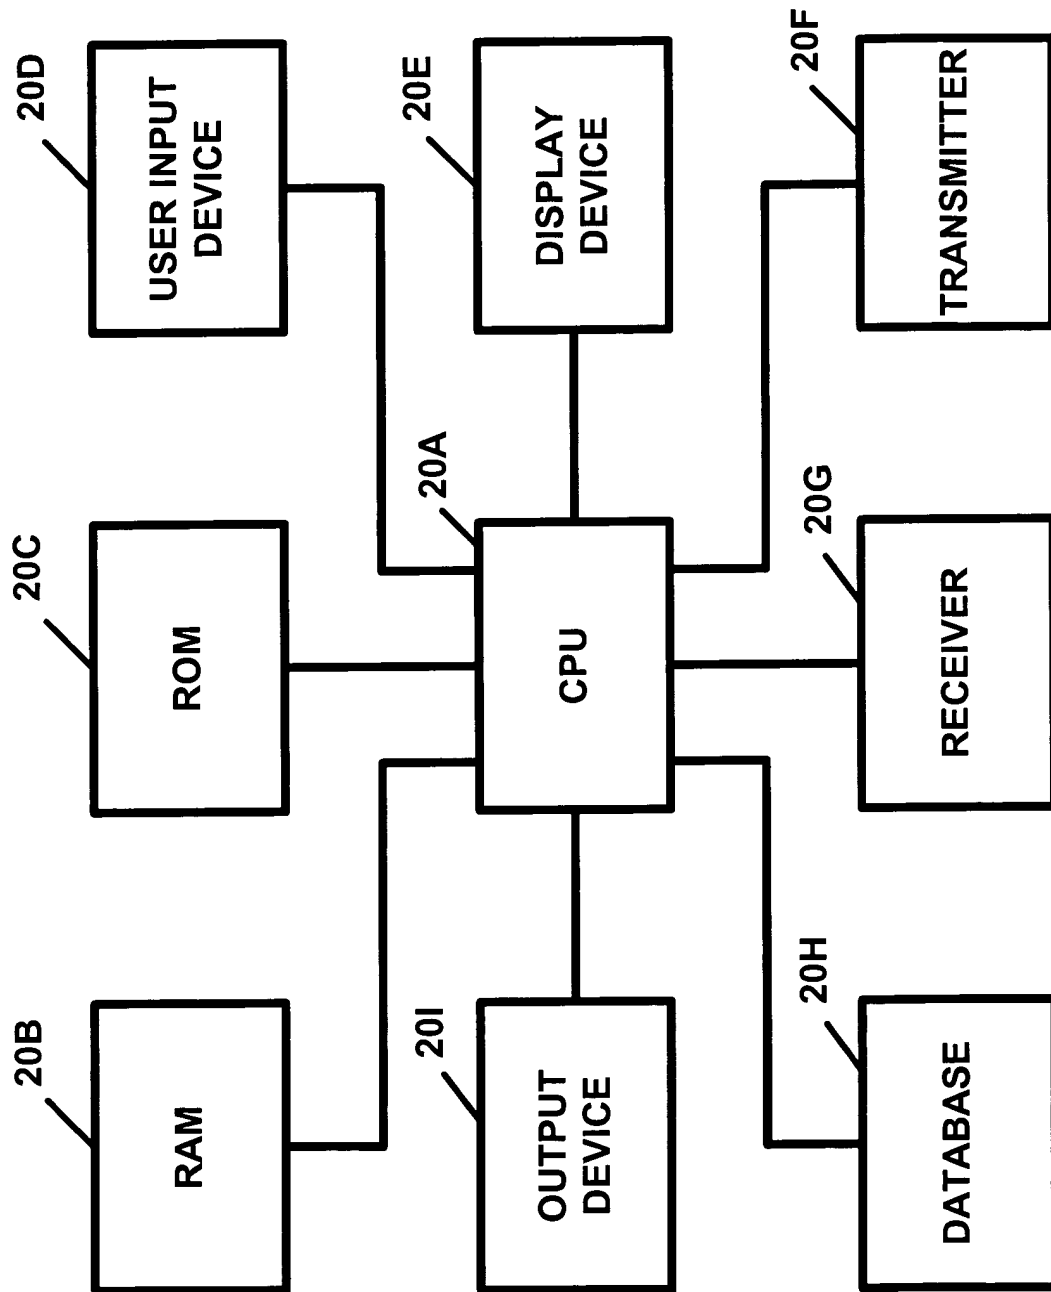 20B
20C
20D
RAM
ROM
USER INPUT
DEVICE
20I
20A
20E
OUTPUT
DEVICE
CPU
DISPLAY
DEVICE
20H
20G
20F
DATABASE
RECEIVER
TRANSMITTER